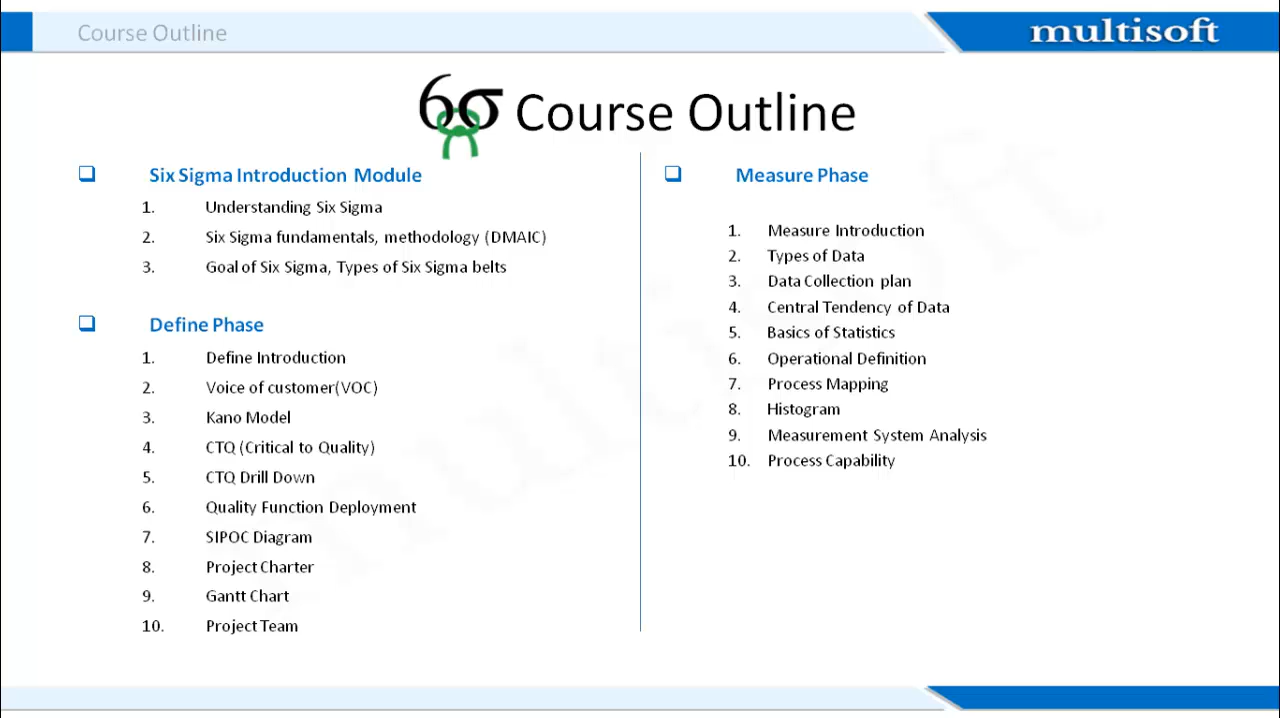 Course Outline
multisoft
6σ Course Outline
Six Sigma Introduction Module
1. Understanding Six Sigma
2. Six Sigma fundamentals, methodology (DMAIC)
3. Goal of Six Sigma, Types of Six Sigma belts
Define Phase
1. Define Introduction
2. Voice of customer(VOC)
3. Kano Model
4. CTQ (Critical to Quality)
5. CTQ Drill Down
6. Quality Function Deployment
7. SIPOC Diagram
8. Project Charter
9. Gantt Chart
10. Project Team
Measure Phase
1. Measure Introduction
2. Types of Data
3. Data Collection plan
4. Central Tendency of Data
5. Basics of Statistics
6. Operational Definition
7. Process Mapping
8. Histogram
9. Measurement System Analysis
10. Process Capability
multisoft